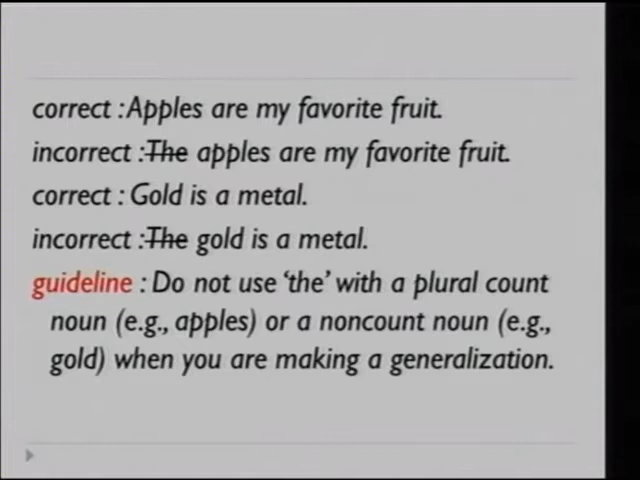 correct : Apples are my favorite fruit.
incorrect : The apples are my favorite fruit.
correct : Gold is a metal.
incorrect : The gold is a metal.
guideline : Do not use ‘the’ with a plural count
noun (e.g., apples) or a noncount noun (e.g.,
gold) when you are making a generalization.